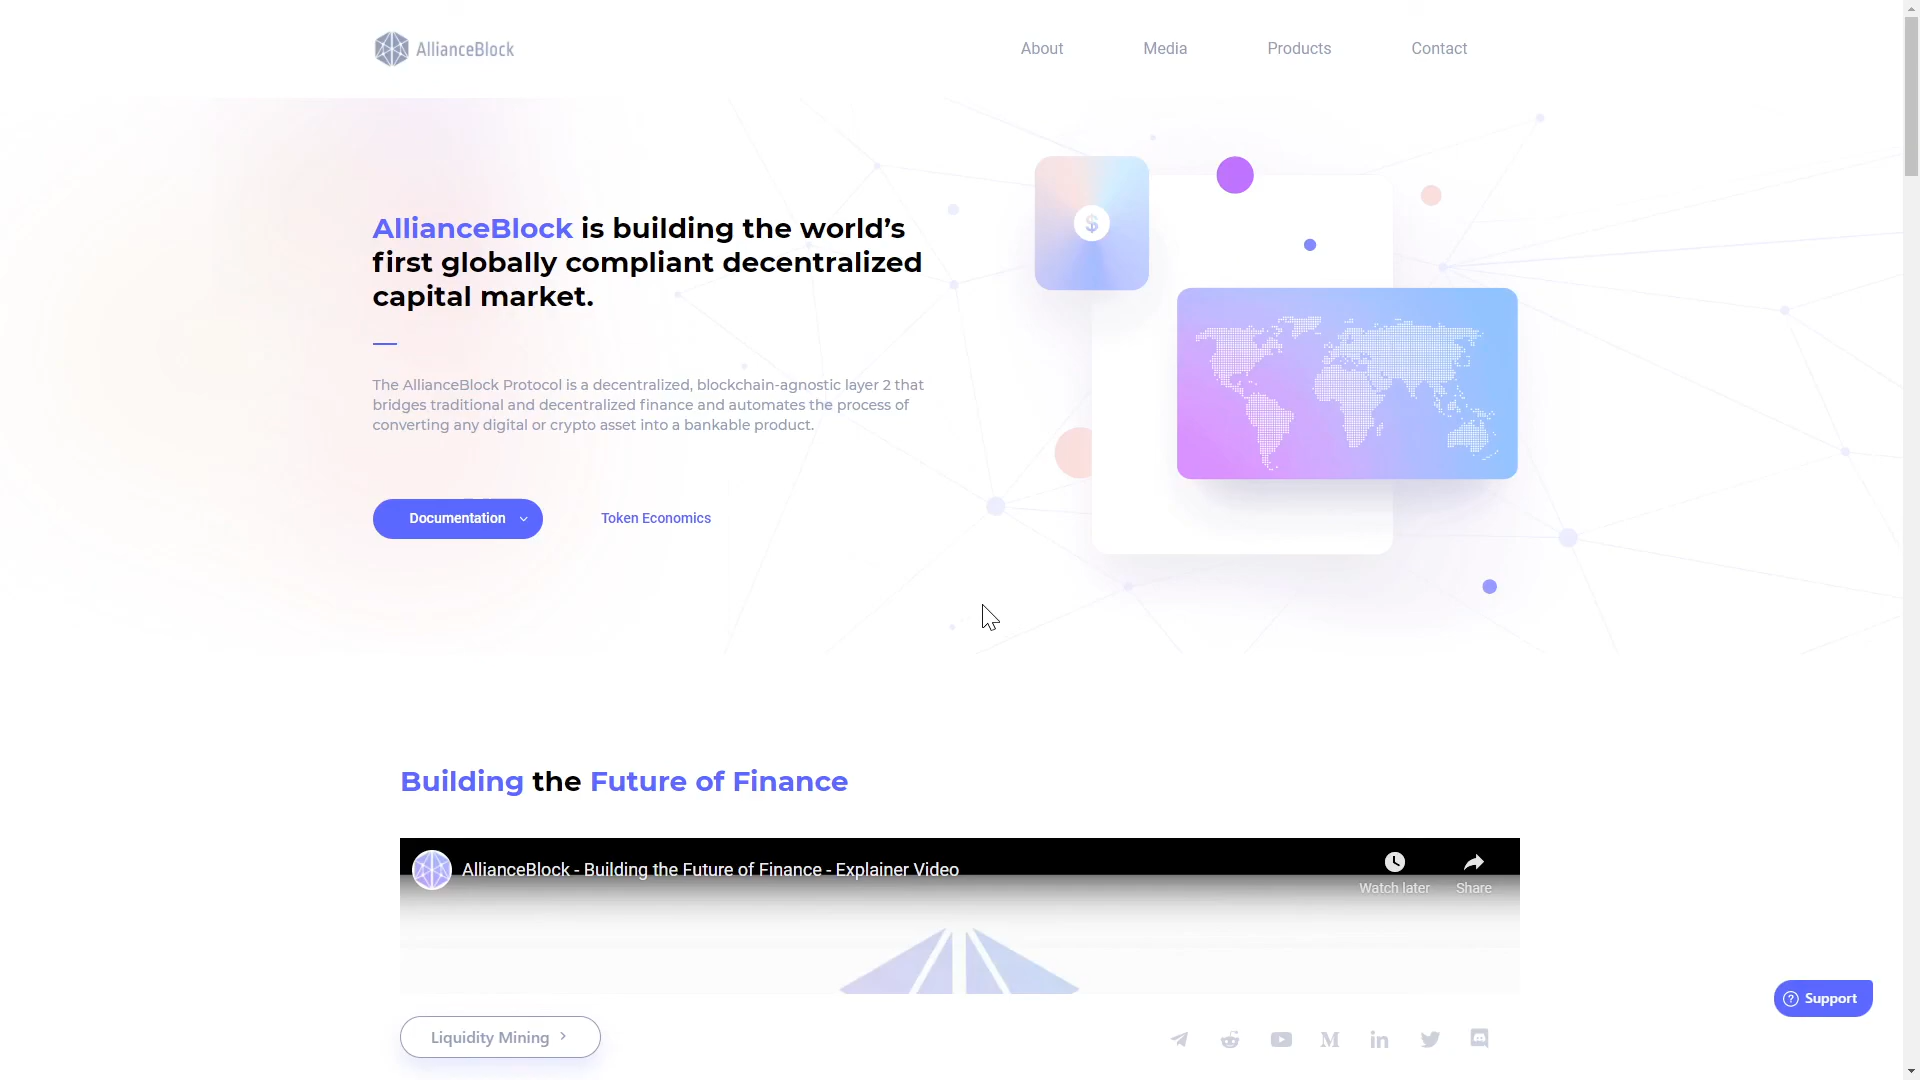 AllianceBlock
About
Media
Products
Contact
AllianceBlock is building the world’s
first globally compliant decentralized
capital market.
$
The AllianceBlock Protocol is a decentralized, blockchain-agnostic layer 2 that
bridges traditional and decentralized finance and automates the process of
converting any digital or crypto asset into a bankable product.
Documentation
Token Economics
Building the Future of Finance
AllianceBlock - Building the Future of Finance - Explainer Video
Watch later
Share
Support
Liquidity Mining